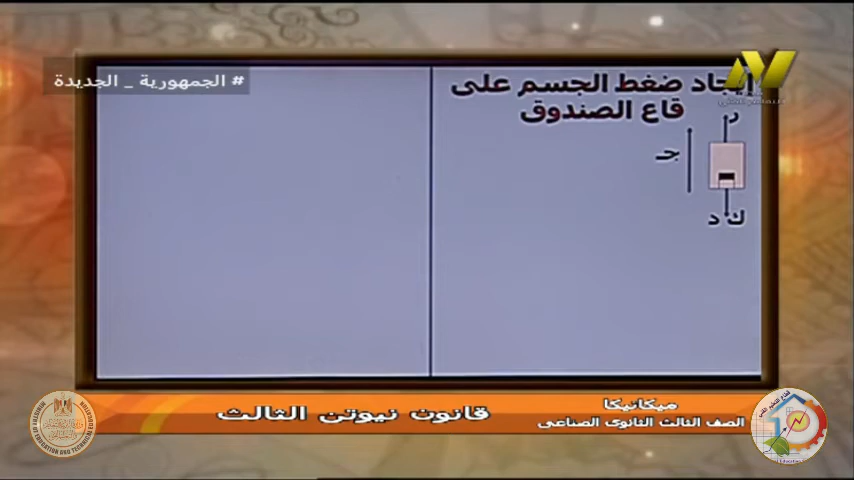 # الجمهورية _ الجديدة
إيجاد ضغط الجسم على
قاع الصندوق
ر
جـ
ك د
ميكانيكا
الصف الثالث الثانوى الصناعى
قانون نيوتن الثالث